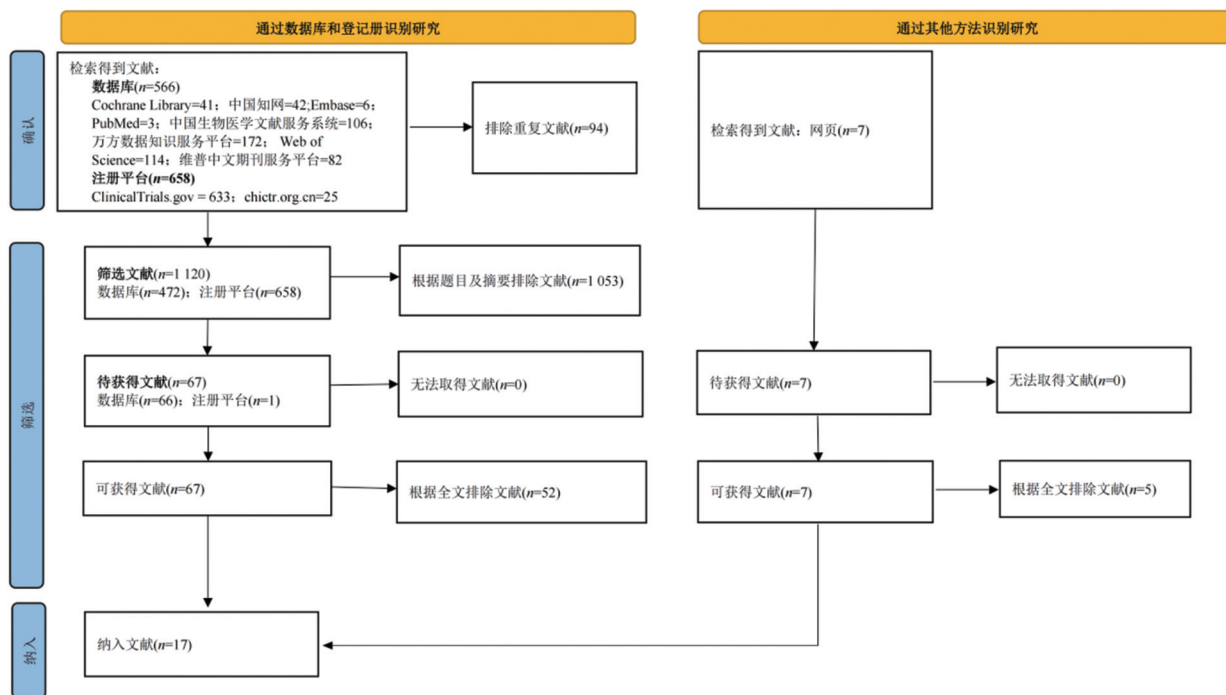 通过数据库和登记册识别研究
通过其他方法识别研究
确认
检索得到文献：
数据库(n=566)
Cochrane Library=41；中国知网=42;Embase=6；
PubMed=3；中国生物医学文献服务系统=106；
万方数据知识服务平台=172； Web of
Science=114；维普中文期刊服务平台=82
注册平台(n=658)
ClinicalTrials.gov = 633；chictr.org.cn=25
排除重复文献(n=94)
检索得到文献：网页(n=7)
筛选
筛选文献(n=1 120)
数据库(n=472)；注册平台(n=658)
根据题目及摘要排除文献(n=1 053)
待获得文献(n=67)
数据库(n=66)；注册平台(n=1)
无法取得文献(n=0)
待获得文献(n=7)
无法取得文献(n=0)
可获得文献(n=67)
根据全文排除文献(n=52)
可获得文献(n=7)
根据全文排除文献(n=5)
纳入
纳入文献(n=17)